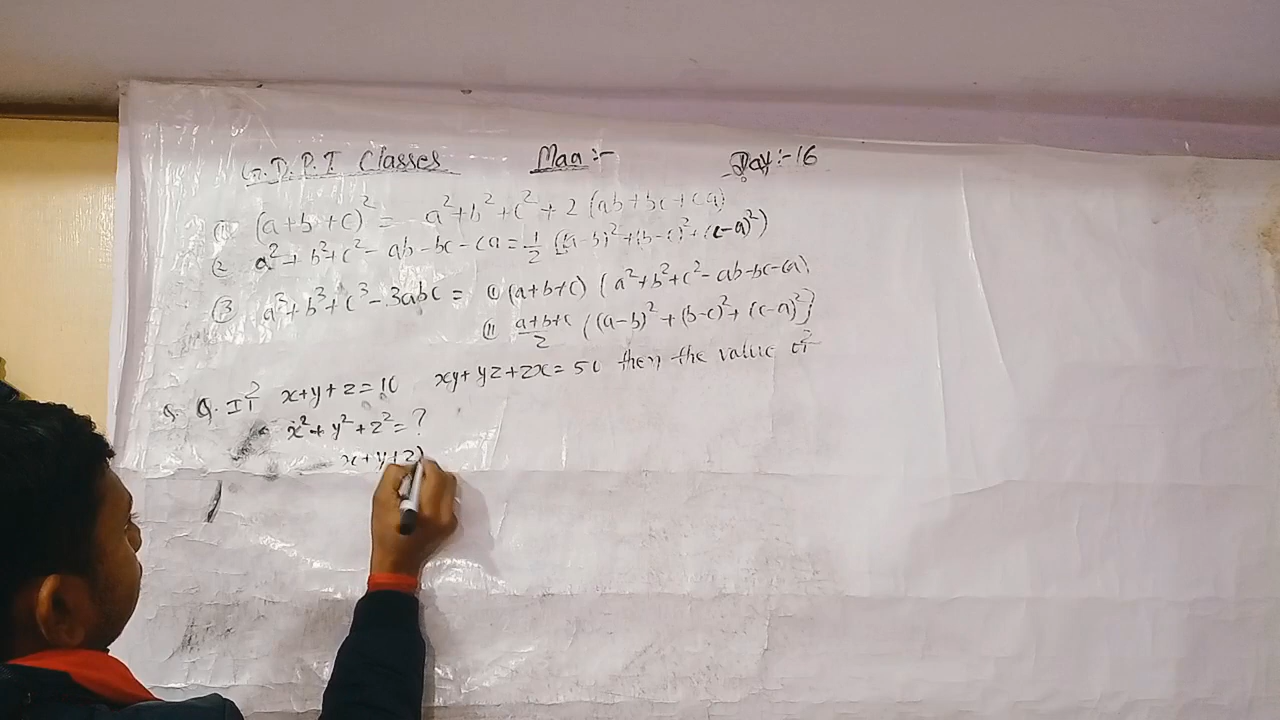 G.D.P.I Classes Maa :- Day :- 16
① (a+b+c)² = a²+b²+c²+2(ab+bc+ca)
② a²+b²+c²-ab-bc-ca = 1/2 ((a-b)²+(b-c)²+(c-a)²)
③ a³+b³+c³-3abc = ① (a+b+c) (a²+b²+c²-ab-bc-ca)
⑪ a+b+c/2 ((a-b)²+(b-c)²+(c-a)²)
Q. Q. If x+y+z=10 xy+yz+zx=50 then the value of
x²+y²+z²=?
x+y+z)